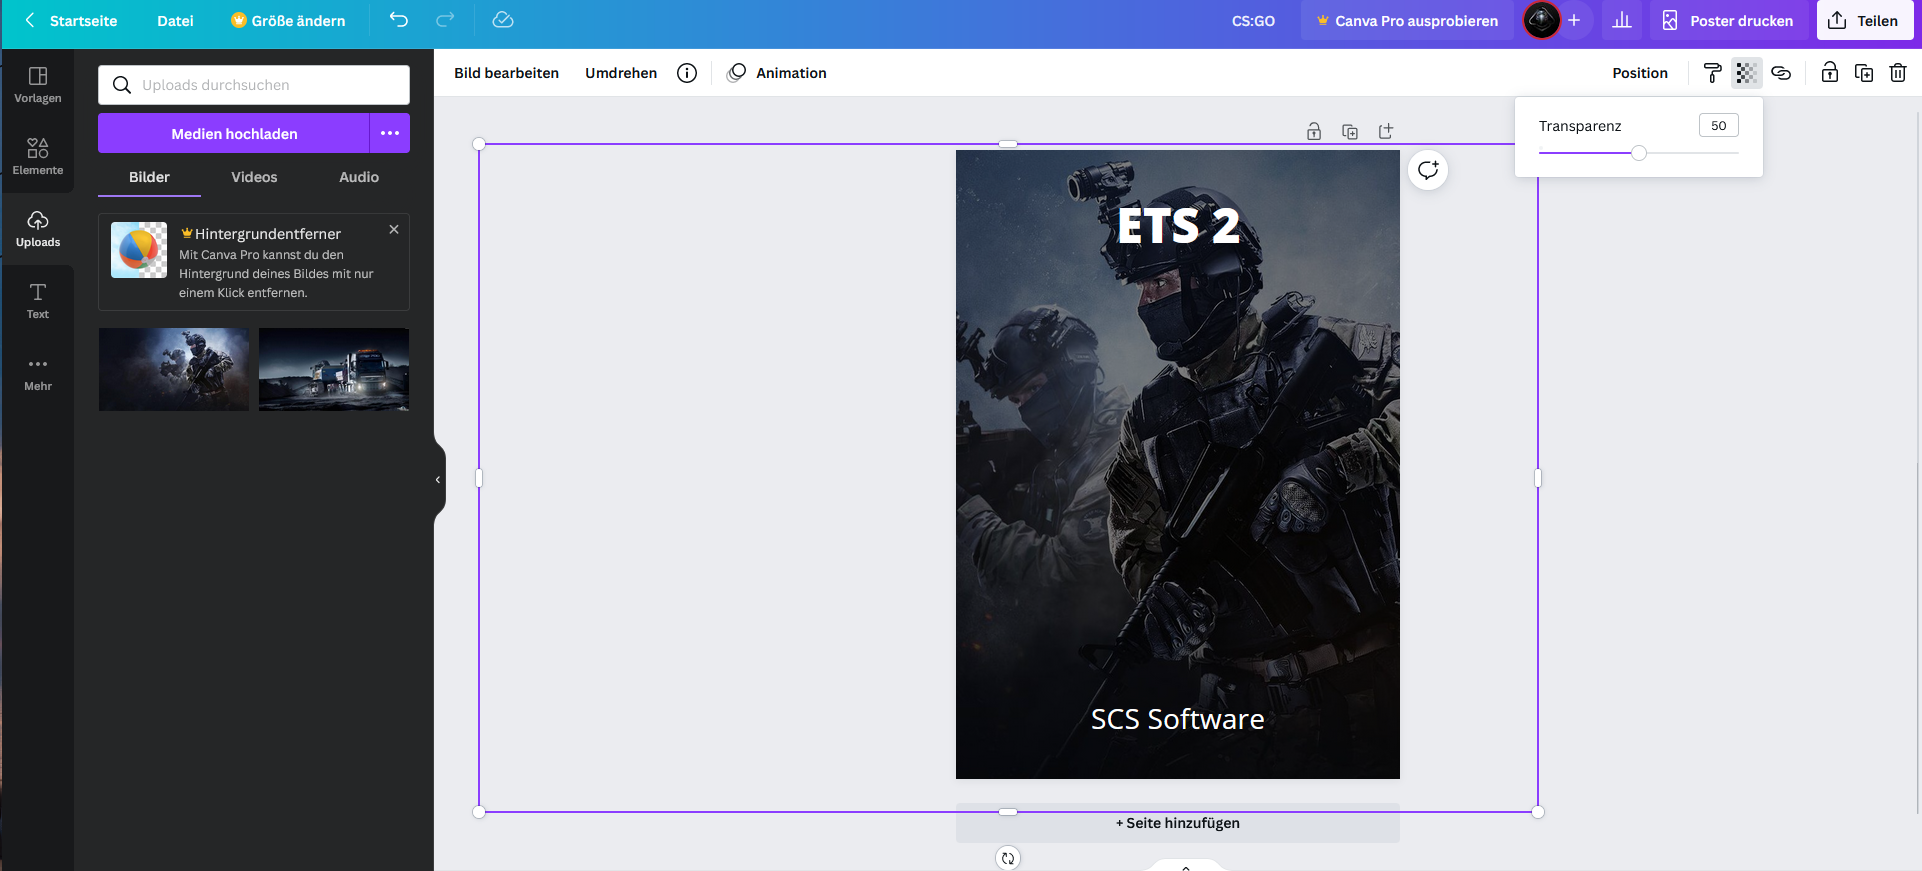 Startseite
Datei
Größe ändern
CS:GO
Canva Pro ausprobieren
Poster drucken
Teilen
Vorlagen
Elemente
Uploads
Text
Mehr
Uploads durchsuchen
Medien hochladen
Bilder
Videos
Audio
Hintergrundentferner
Mit Canva Pro kannst du den
Hintergrund deines Bildes mit nur
einem Klick entfernen.
Bild bearbeiten
Umdrehen
Animation
Position
Transparenz
50
ETS 2
SCS Software
+ Seite hinzufügen